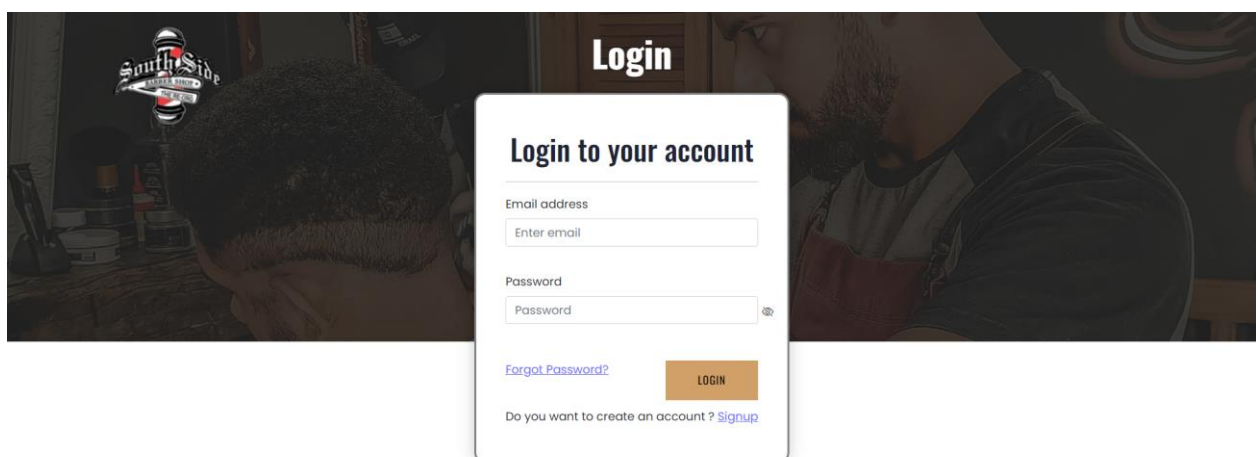 South Side
BARBER SHOP
Login
Login to your account
Email address
Enter email
Password
Password
Forgot Password?
LOGIN
Do you want to create an account ? Signup